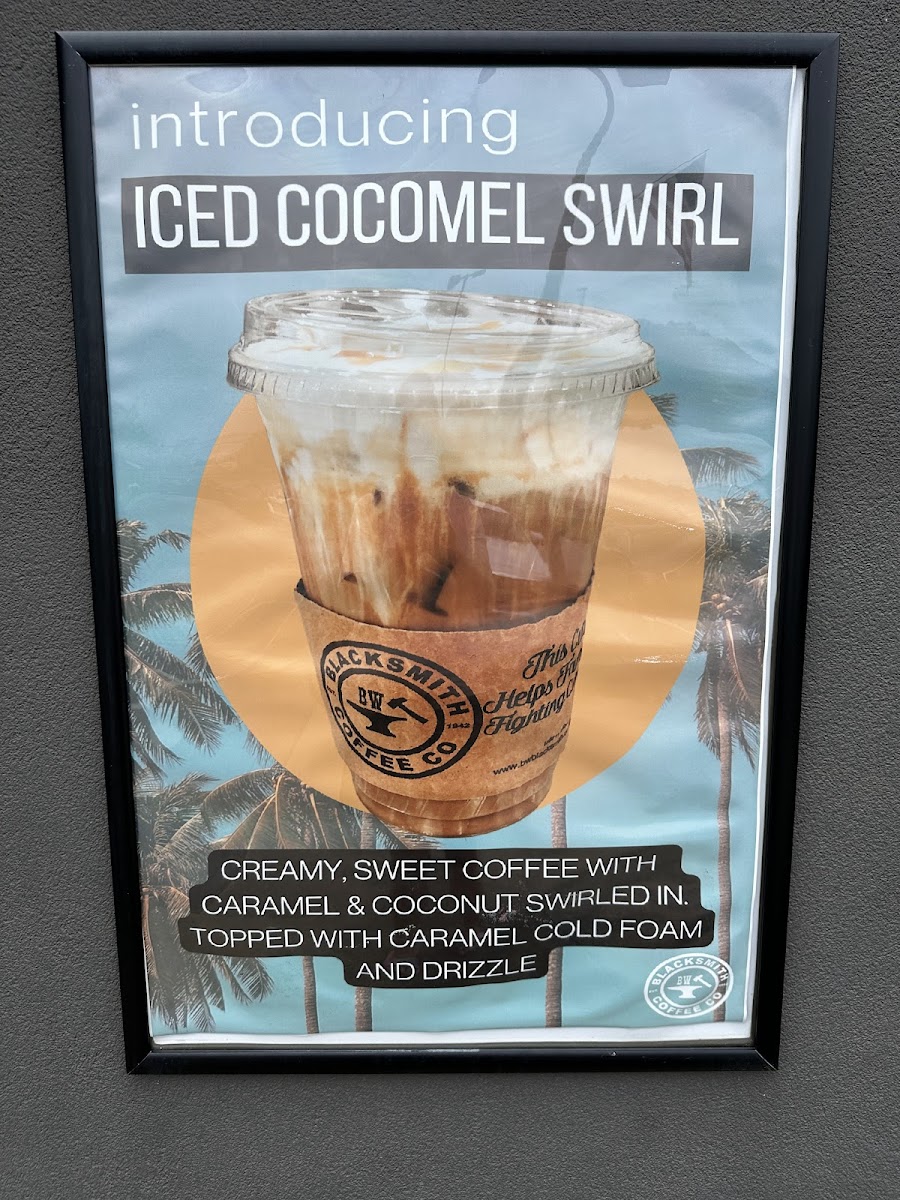 introducing
ICED COCOMEL SWIRL
BLACKSMITH
BW
1942
COFFEE CO
This
Helps
Fighting
CREAMY, SWEET COFFEE WITH
CARAMEL & COCONUT SWIRLED IN.
TOPPED WITH CARAMEL COLD FOAM
AND DRIZZLE
BLACKSMITH
BW
COFFEE CO